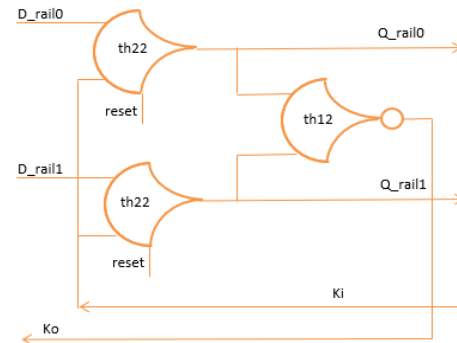 D_rail0
th22
Q_rail0
reset
th12
D_rail1
th22
Q_rail1
reset
Ki
Ko